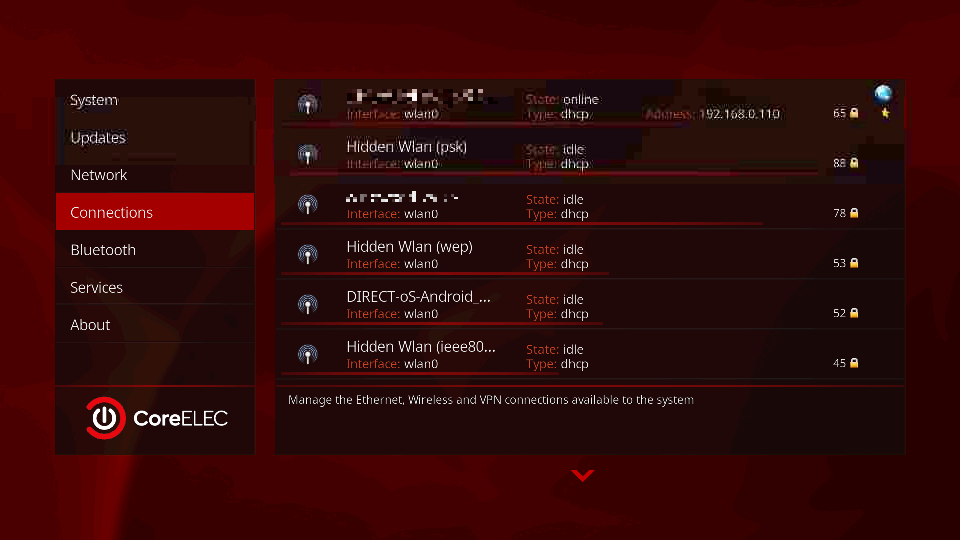 System
Updates
Network
Connections
Bluetooth
Services
About
CoreELEC
State: online
Interface: wlan0 Type: dhcp Address: 192.168.0.110 65
Hidden Wlan (psk) State: idle
Interface: wlan0 Type: dhcp 88
State: idle
Interface: wlan0 Type: dhcp 78
Hidden Wlan (wep) State: idle
Interface: wlan0 Type: dhcp 53
DIRECT-oS-Android_... State: idle
Interface: wlan0 Type: dhcp 52
Hidden Wlan (ieee80... State: idle
Interface: wlan0 Type: dhcp 45
Manage the Ethernet, Wireless and VPN connections available to the system